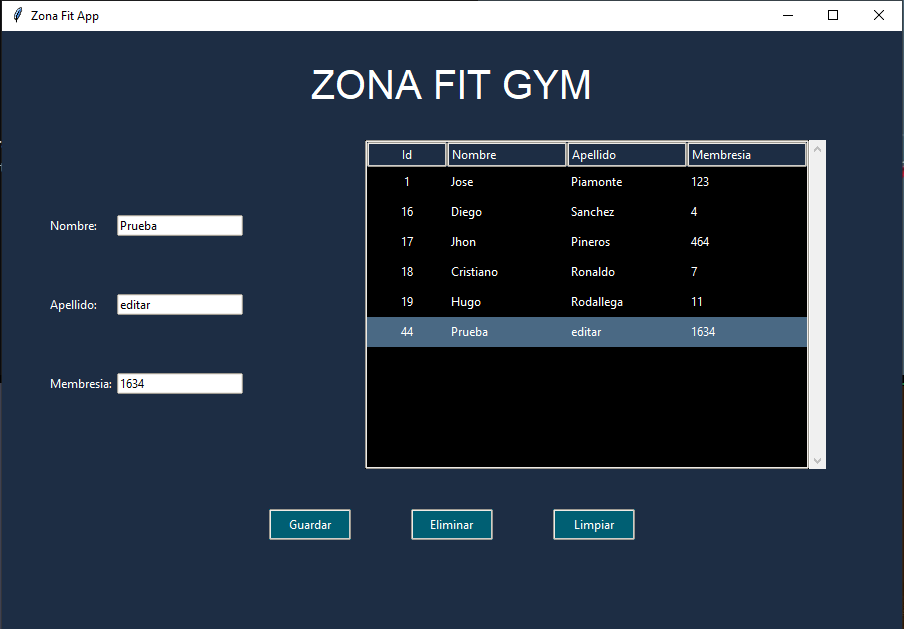 Zona Fit App
ZONA FIT GYM
Id Nombre Apellido Membresia
1 Jose Piamonte 123
16 Diego Sanchez 4
17 Jhon Pineros 464
18 Cristiano Ronaldo 7
19 Hugo Rodallega 11
44 Prueba editar 1634
Nombre: Prueba
Apellido: editar
Membresia: 1634
Guardar Eliminar Limpiar